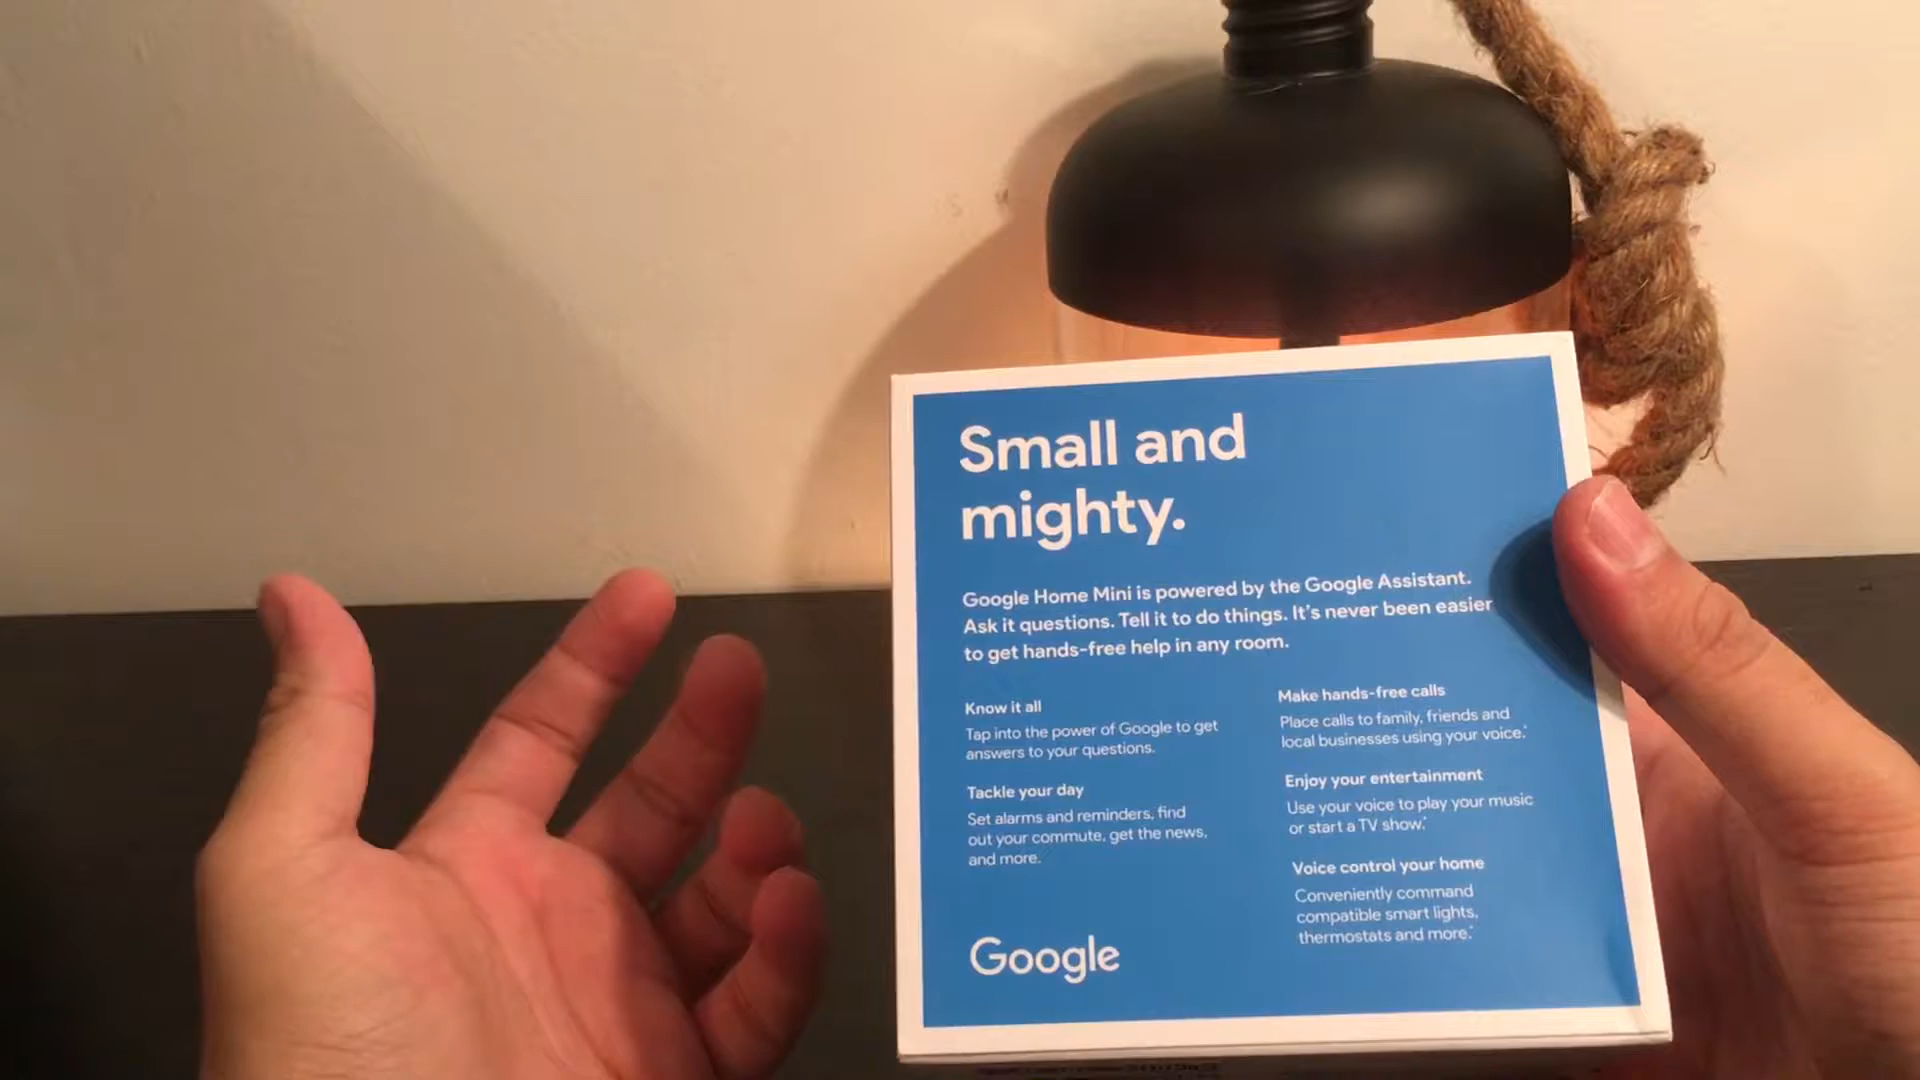 Small and
mighty.
Google Home Mini is powered by the Google Assistant.
Ask it questions. Tell it to do things. It's never been easier
to get hands-free help in any room.
Know it all
Tap into the power of Google to get
answers to your questions.
Tackle your day
Set alarms and reminders, find
out your commute, get the news,
and more.
Make hands-free calls
Place calls to family, friends and
local businesses using your voice.*
Enjoy your entertainment
Use your voice to play your music
or start a TV show.*
Voice control your home
Conveniently command
compatible smart lights,
thermostats and more.*
Google